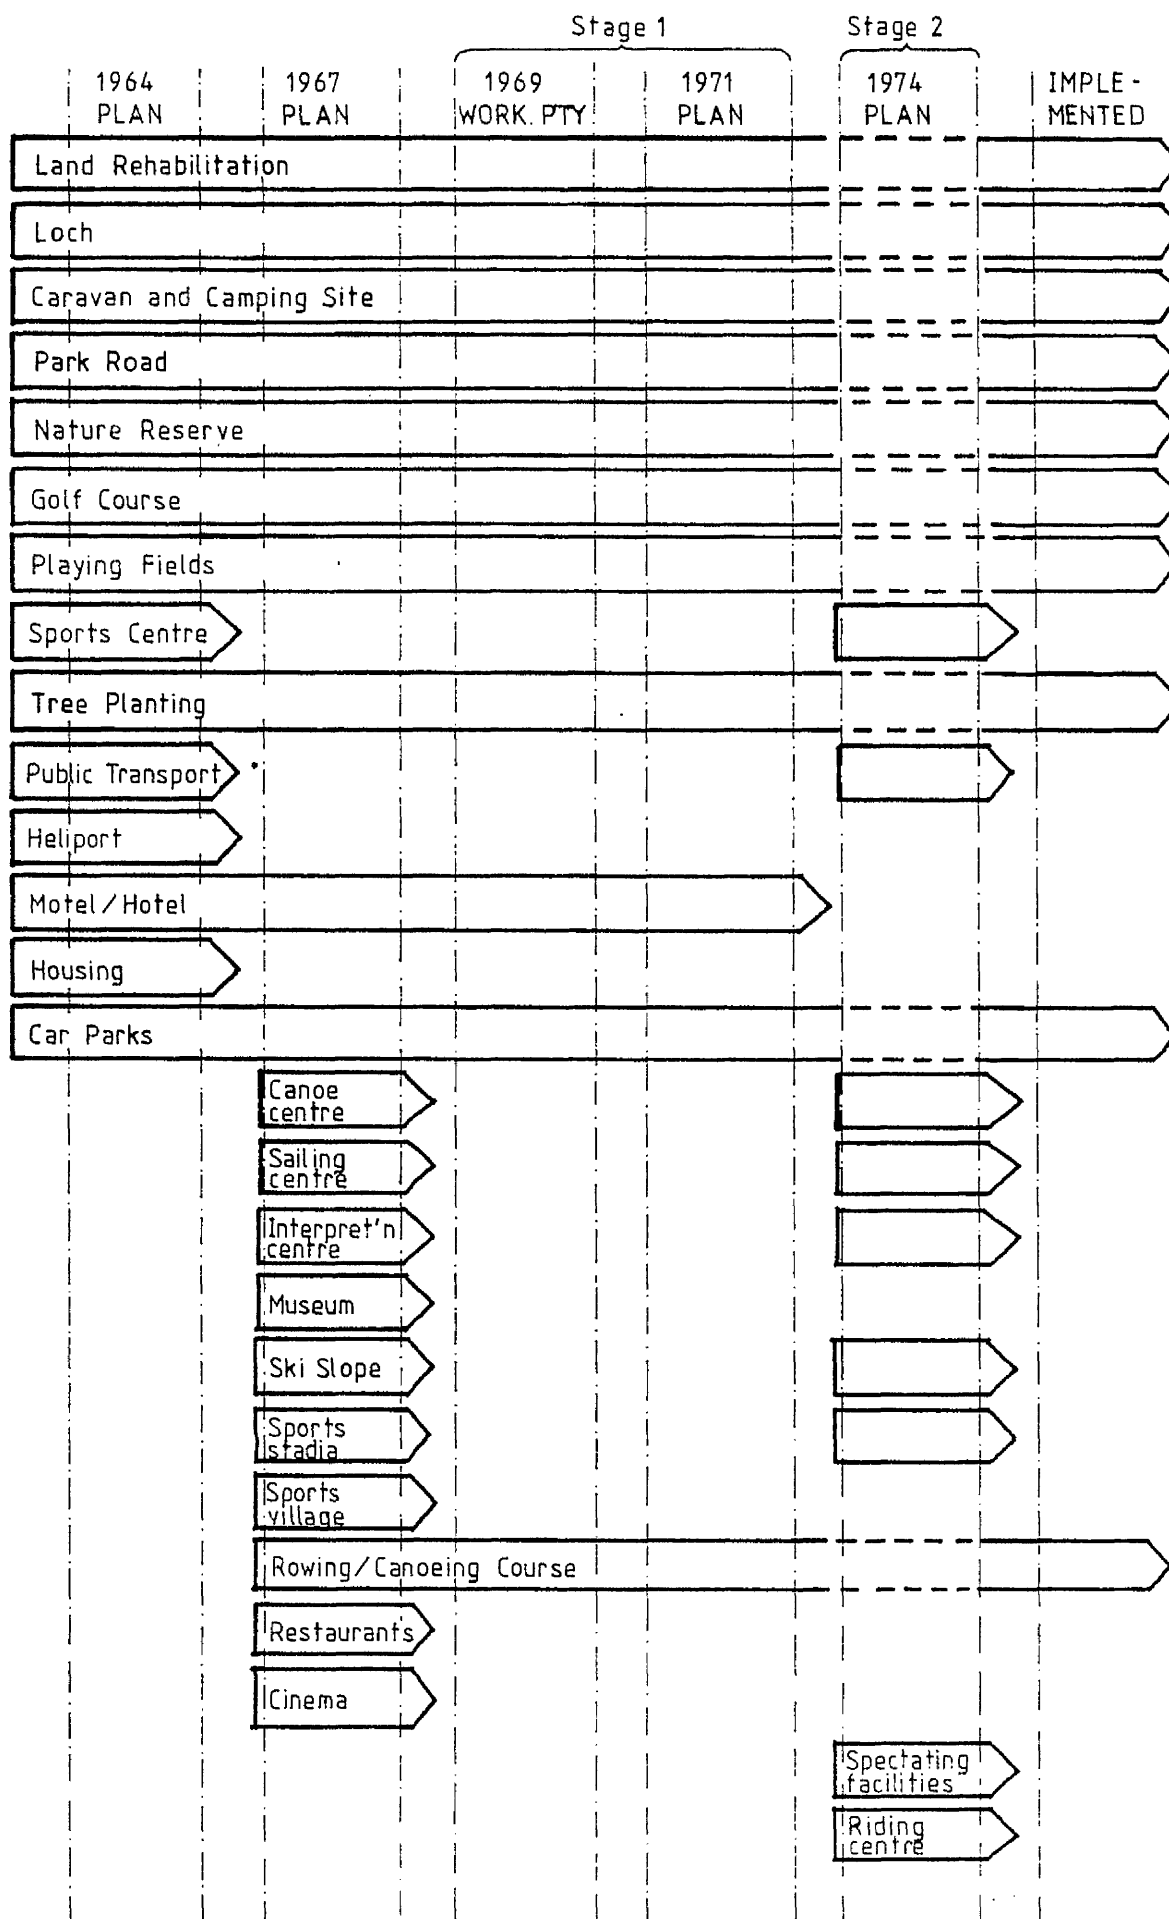 Stage 1 Stage 2
1964 1967 1969 1971 1974 IMPLE-
PLAN PLAN WORK. PTY PLAN PLAN MENTED
Land Rehabilitation
Loch
Caravan and Camping Site
Park Road
Nature Reserve
Golf Course
Playing Fields
Sports Centre
Tree Planting
Public Transport
Heliport
Motel/Hotel
Housing
Car Parks
Canoe
centre
Sailing
centre
Interpret'n
centre
Museum
Ski Slope
Sports
stadia
Sports
village
Rowing/Canoeing Course
Restaurants
Cinema
Spectating
facilities
Riding
centre